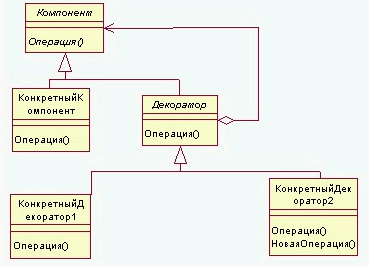 Компонент
Операция()
КонкретныйК
омпонент
Операция()
Декоратор
Операция()
КонкретныйД
екоратор1
Операция()
КонкретныйДек
оратор2
Операция()
НоваяОперация()